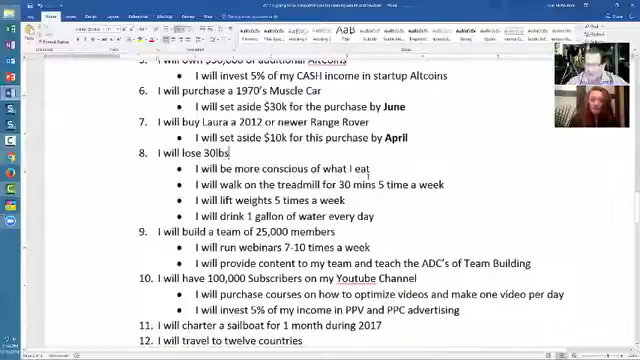 5. I will own $50,000 of additional Altcoins
• I will invest 5% of my CASH income in startup Altcoins
6. I will purchase a 1970's Muscle Car
• I will set aside $30k for the purchase by June
7. I will buy Laura a 2012 or newer Range Rover
• I will set aside $10k for this purchase by April
8. I will lose 30lbs
• I will be more conscious of what I eat
• I will walk on the treadmill for 30 mins 5 time a week
• I will lift weights 5 times a week
• I will drink 1 gallon of water every day
9. I will build a team of 25,000 members
• I will run webinars 7-10 times a week
• I will provide content to my team and teach the ADC's of Team Building
10. I will have 100,000 Subscribers on my Youtube Channel
• I will purchase courses on how to optimize videos and make one video per day
• I will invest 5% of my income in PPV and PPC advertising
11. I will charter a sailboat for 1 month during 2017
12. I will travel to twelve countries